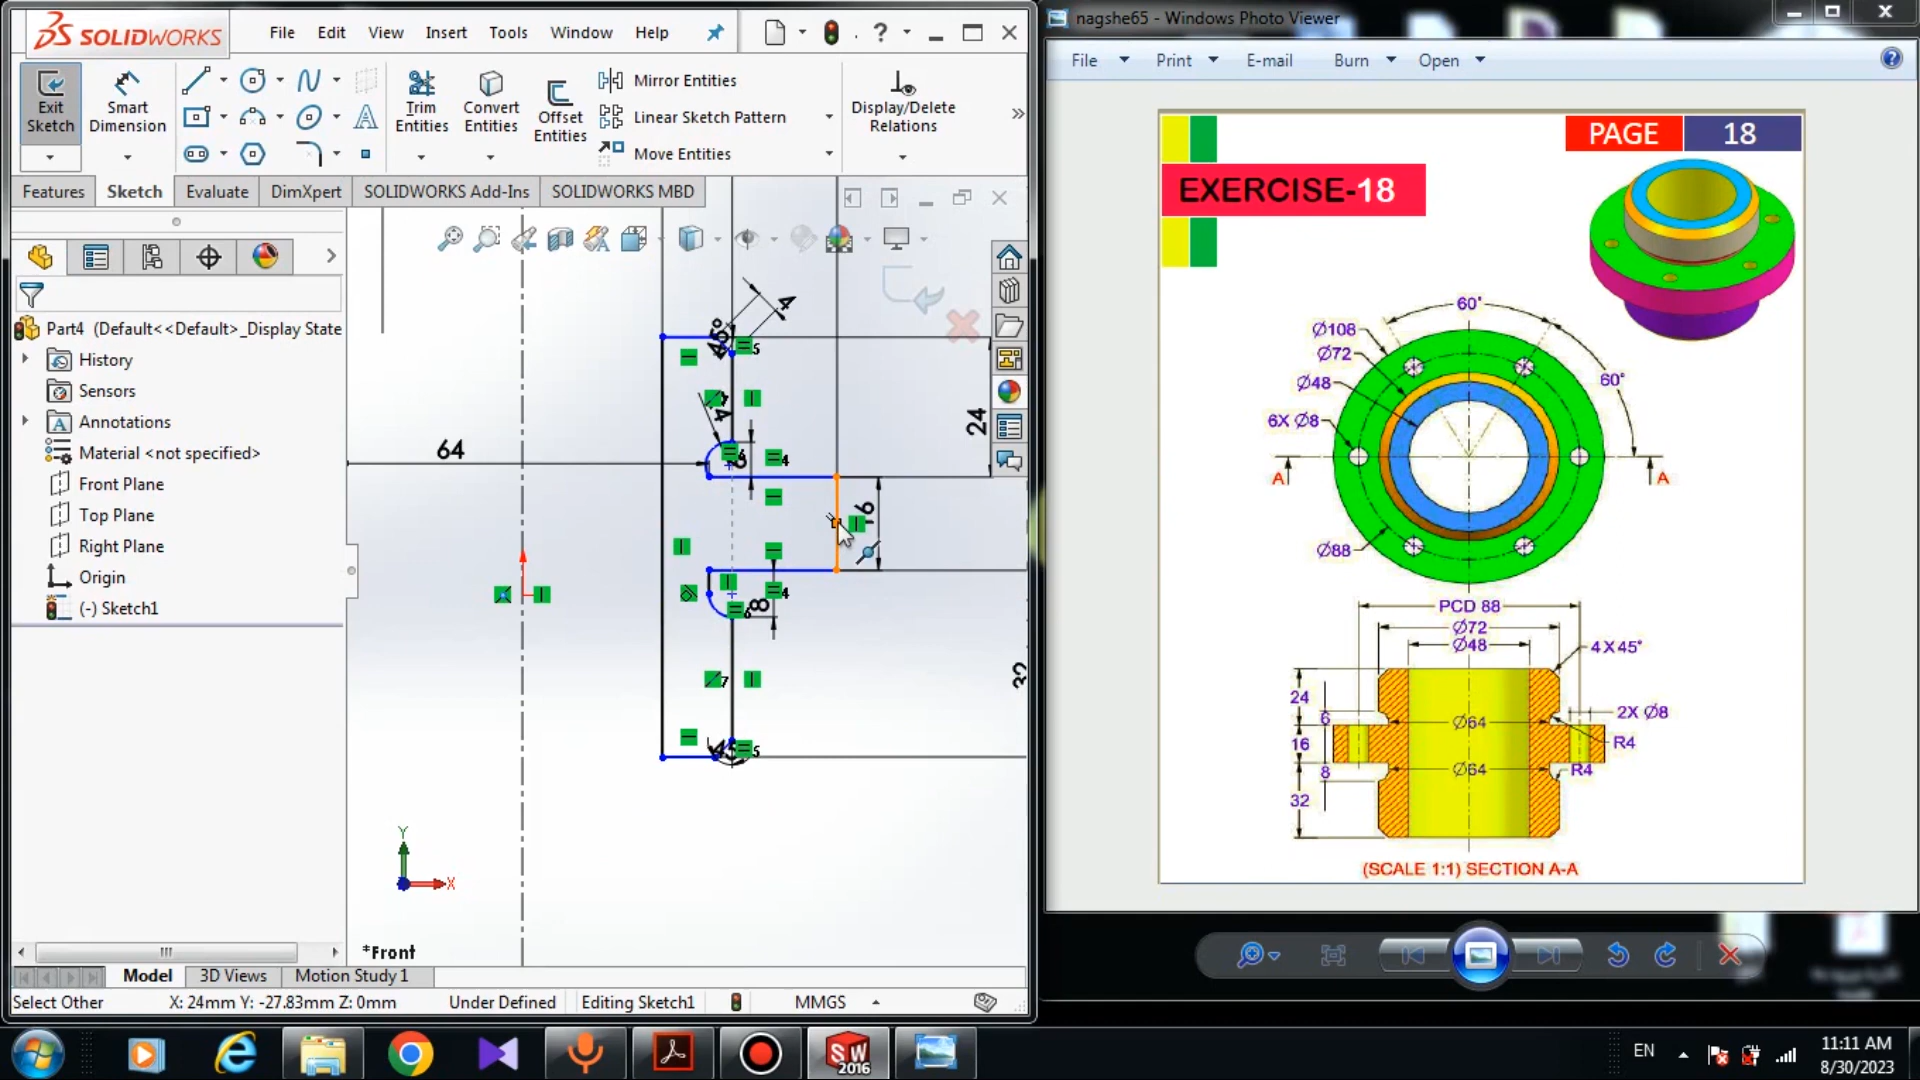 SOLIDWORKS
File Edit View Insert Tools Window Help
Exit Sketch
Smart Dimension
Trim Entities
Convert Entities
Offset Entities
Mirror Entities
Linear Sketch Pattern
Move Entities
Display/Delete Relations
Features Sketch Evaluate DimXpert SOLIDWORKS Add-Ins SOLIDWORKS MBD
Part4 (Default<<Default>_Display State
History
Sensors
Annotations
Material <not specified>
Front Plane
Top Plane
Right Plane
Origin
(-) Sketch1
64
4
24
16
8
Y
X
*Front
Model 3D Views Motion Study 1
Select Other X: 24mm Y: -27.83mm Z: 0mm Under Defined Editing Sketch1 MMGS
nagshe65 - Windows Photo Viewer
File Print E-mail Burn Open
PAGE 18
EXERCISE-18
60°
Ø108
Ø72
60°
Ø48
6X Ø8
A A
Ø88
PCD 88
Ø72
Ø48
4X45°
24
6
2X Ø8
Ø64
16
R4
8
Ø64
R4
32
(SCALE 1:1) SECTION A-A
SW
2016
EN
11:11 AM
8/30/2023